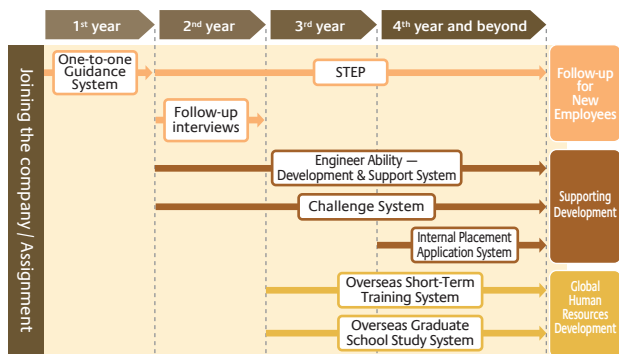 1st year
2nd year
3rd year
4th year and beyond
Joining the company / Assignment
One-to-one
Guidance
System
STEP
Follow-up
interviews
Follow-up
for
New
Employees
Engineer Ability —
Development & Support System
Challenge System
Internal Placement
Application System
Supporting
Development
Overseas Short-Term
Training System
Overseas Graduate
School Study System
Global
Human
Resources
Development